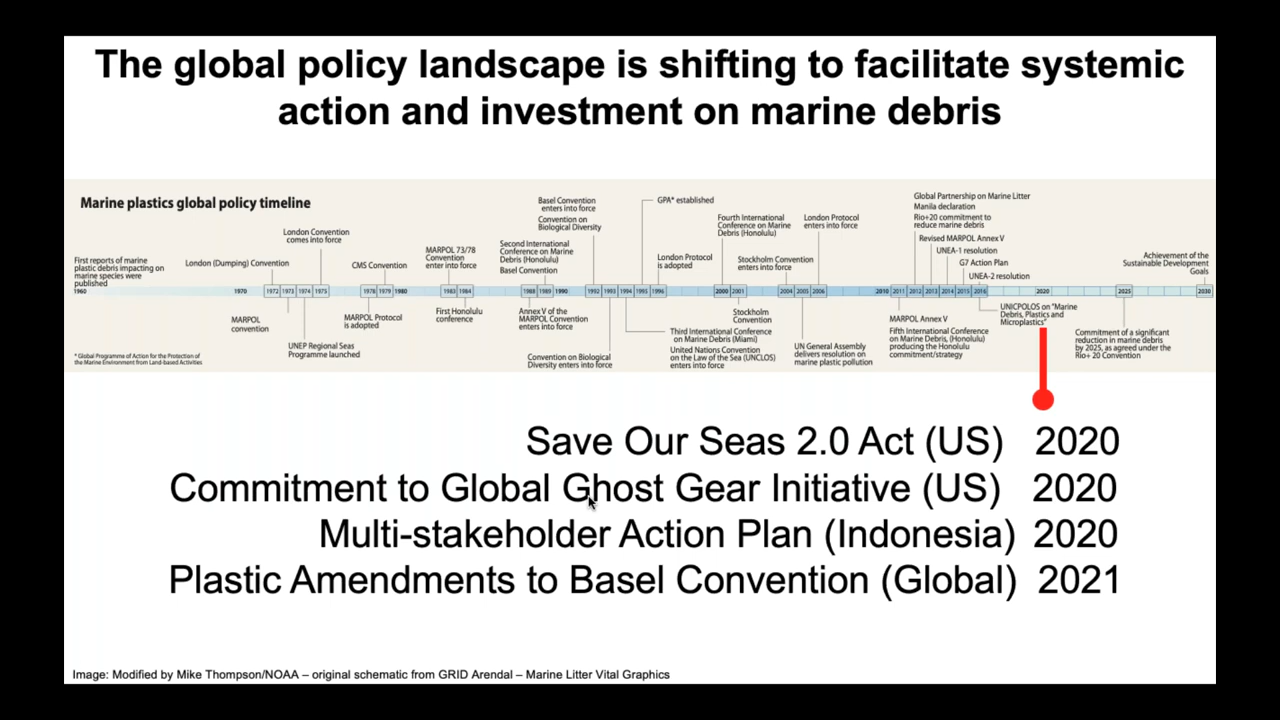 The global policy landscape is shifting to facilitate systemic
action and investment on marine debris
Marine plastics global policy timeline
First reports of marine
plastic debris impacting on
marine species were
published
London (Dumping) Convention
London Convention
comes into force
CMS Convention
MARPOL 73/78
Convention
enter into force
Second International
Conference on Marine
Debris (Honolulu)
Basel Convention
Basel Convention
enters into force
Convention on
Biological Diversity
GPA* established
London Protocol
is adopted
Fourth International
Conference on Marine
Debris (Honolulu)
Stockholm Convention
enters into force
London Protocol
enters into force
Global Partnership on Marine Litter
Manila declaration
Rio+20 commitment to
reduce marine debris
Revised MARPOL Annex V
UNEA-1 resolution
G7 Action Plan
UNEA-2 resolution
Achievement of the
Sustainable Development
Goals
1960 1970 1972 1973 1974 1975 1978 1979 1980 1983 1984 1988 1989 1990 1992 1993 1994 1995 1996 2000 2001 2004 2005 2006 2010 2011 2012 2013 2014 2015 2016 2020 2025 2030
MARPOL
convention
UNEP Regional Seas
Programme launched
MARPOL Protocol
is adopted
First Honolulu
conference
Annex V of the
MARPOL Convention
enters into force
Convention on Biological
Diversity enters into force
Third International Conference
on Marine Debris (Miami)
United Nations Convention
on the Law of the Sea (UNCLOS)
enters into force
Stockholm
Convention
UN General Assembly
delivers resolution on
marine plastic pollution
MARPOL Annex V
Fifth International Conference
on Marine Debris, (Honolulu)
producing the Honolulu
commitment/strategy
UNICPOLOS on "Marine
Debris, Plastics and
Microplastics"
Commitment of a significant
reduction in marine debris
by 2025, as agreed under the
Rio+ 20 Convention
* Global Programme of Action for the Protection of
the Marine Environment from Land-based Activities
Save Our Seas 2.0 Act (US) 2020
Commitment to Global Ghost Gear Initiative (US) 2020
Multi-stakeholder Action Plan (Indonesia) 2020
Plastic Amendments to Basel Convention (Global) 2021
Image: Modified by Mike Thompson/NOAA – original schematic from GRID Arendal – Marine Litter Vital Graphics